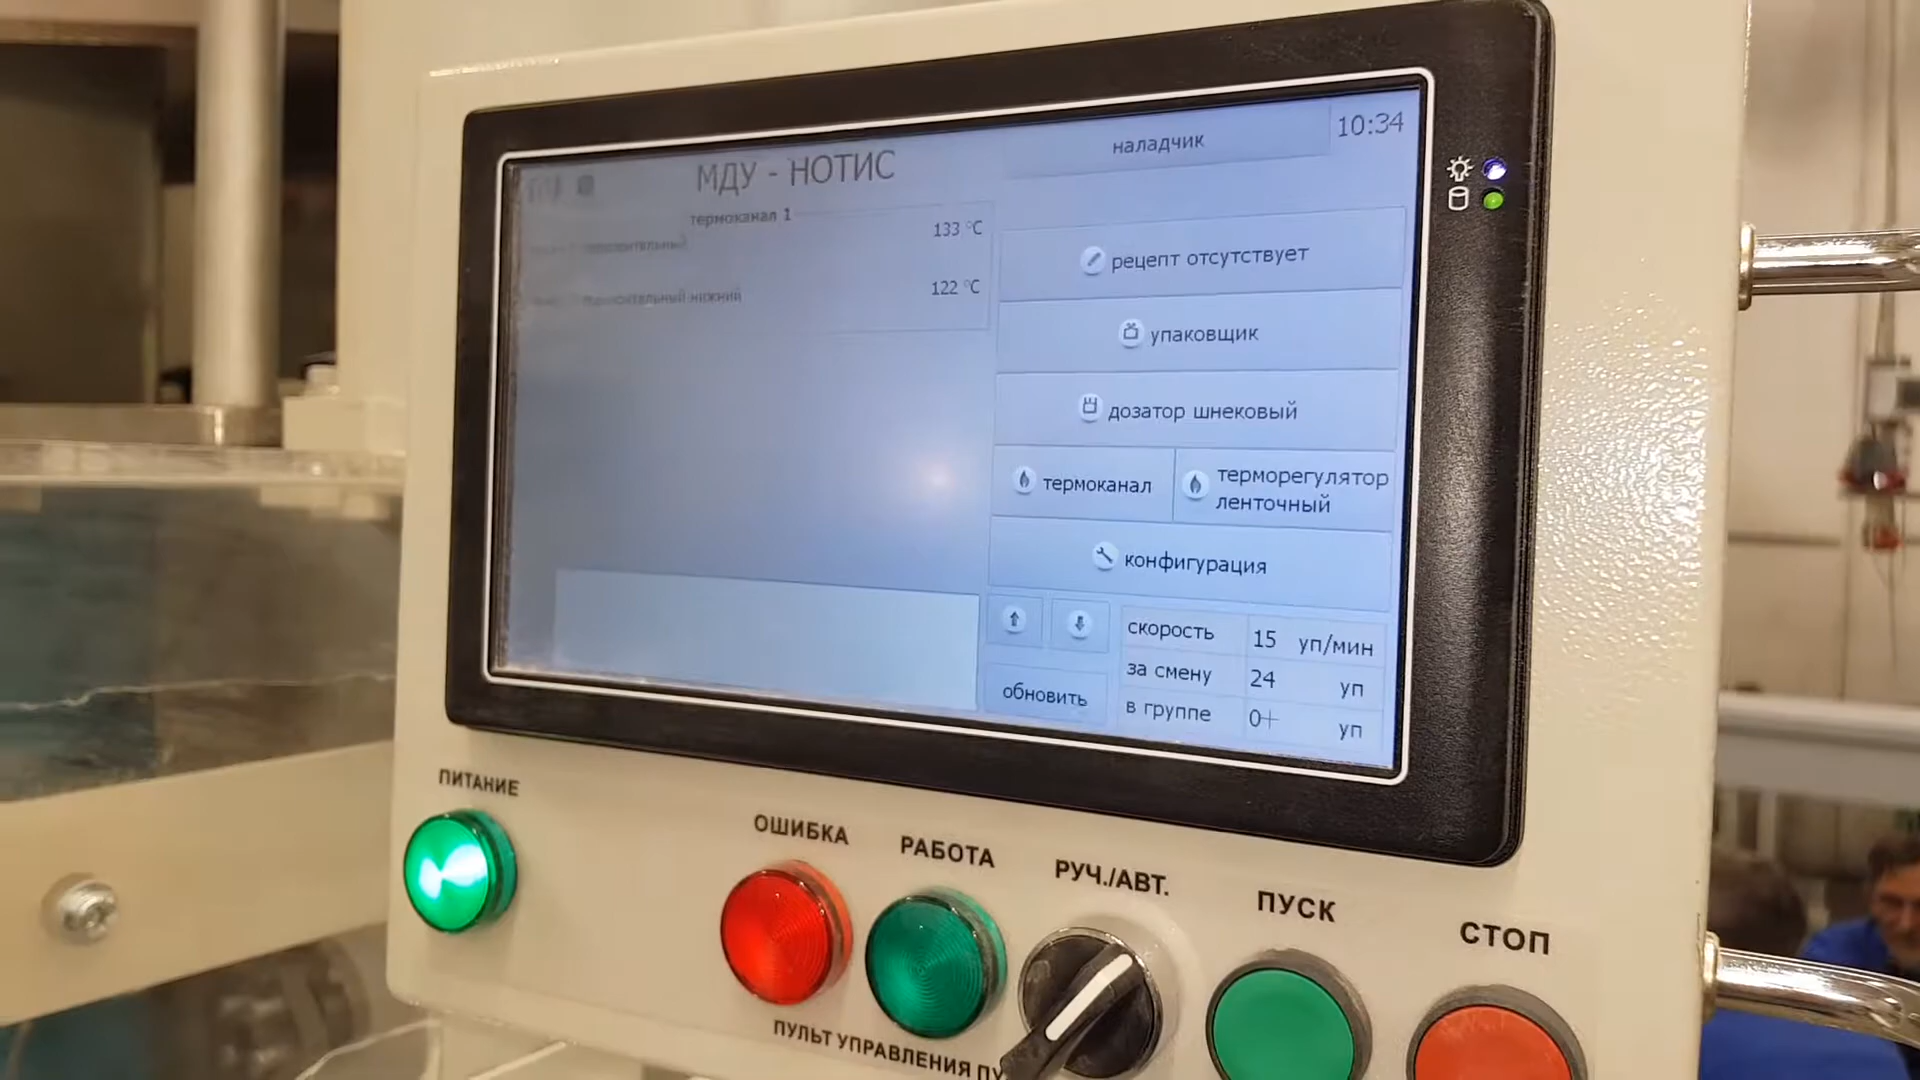 МДУ - НОТИС
наладчик
10:34
термоканал 1
133 °C
122 °C
нижний
рецепт отсутствует
упаковщик
дозатор шнековый
термоканал
терморегулятор
ленточный
конфигурация
обновить
скорость 15 уп/мин
за смену 24 уп
в группе 0 уп
ПИТАНИЕ
ОШИБКА
РАБОТА
РУЧ./АВТ.
ПУСК
СТОП
ПУЛЬТ УПРАВЛЕНИЯ